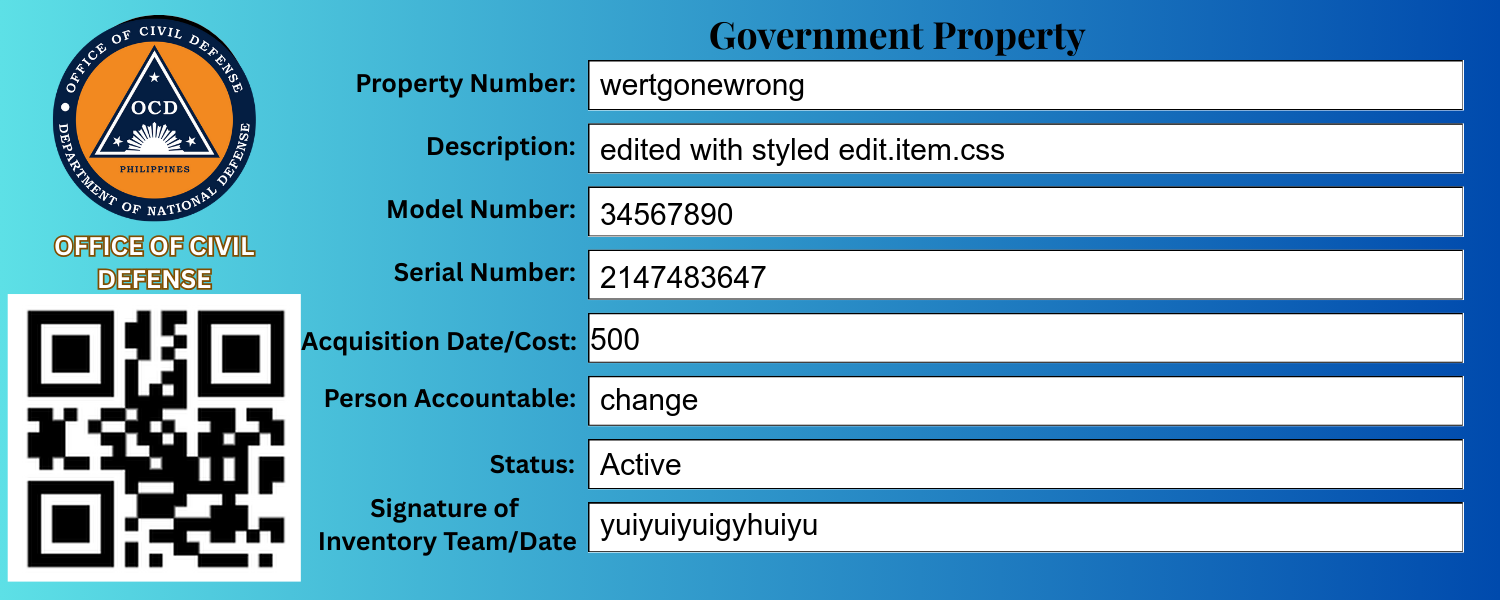 OFFICE OF CIVIL DEFENSE
DEPARTMENT OF NATIONAL DEFENSE
OCD
PHILIPPINES
OFFICE OF CIVIL
DEFENSE
Government Property
Property Number: wertgonewrong
Description: edited with styled edit.item.css
Model Number: 34567890
Serial Number: 2147483647
Acquisition Date/Cost: 500
Person Accountable: change
Status: Active
Signature of
Inventory Team/Date yuiyuiyuigyhuiyu